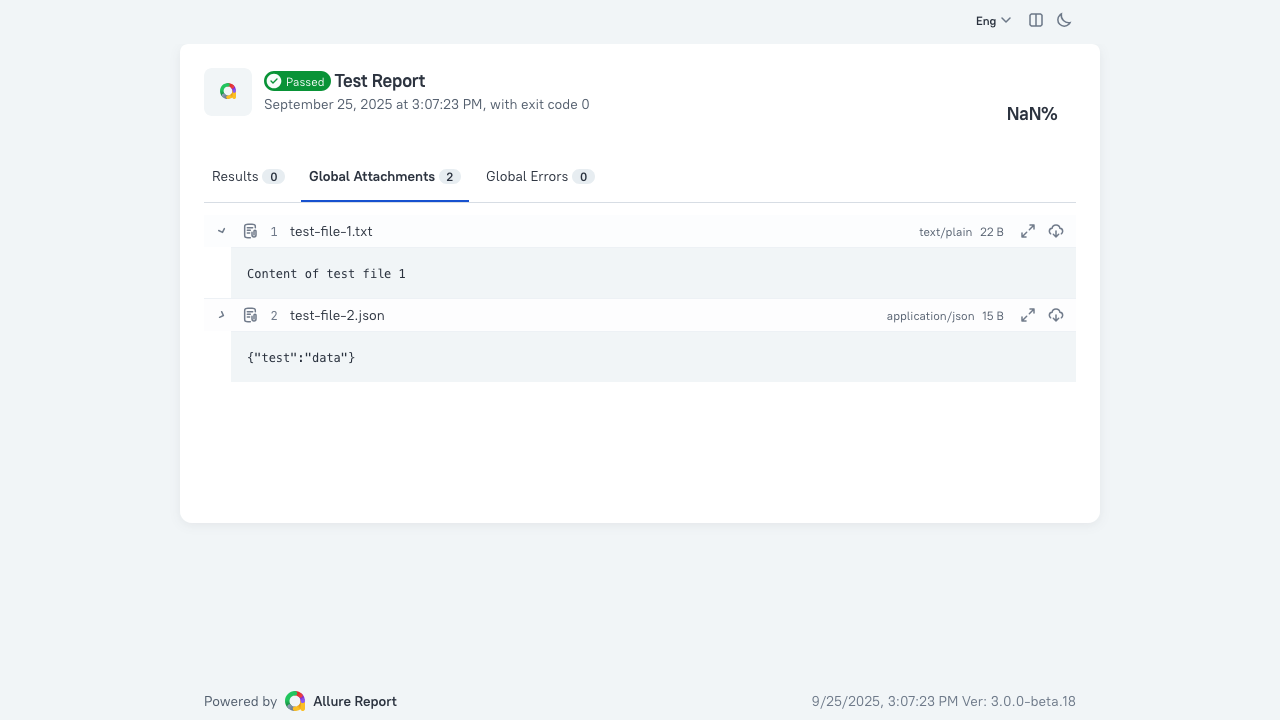 Eng
Passed Test Report
September 25, 2025 at 3:07:23 PM, with exit code 0
NaN%
Results 0 Global Attachments 2 Global Errors 0
1 test-file-1.txt text/plain 22 B
Content of test file 1
2 test-file-2.json application/json 15 B
{"test":"data"}
Powered by Allure Report 9/25/2025, 3:07:23 PM Ver: 3.0.0-beta.18